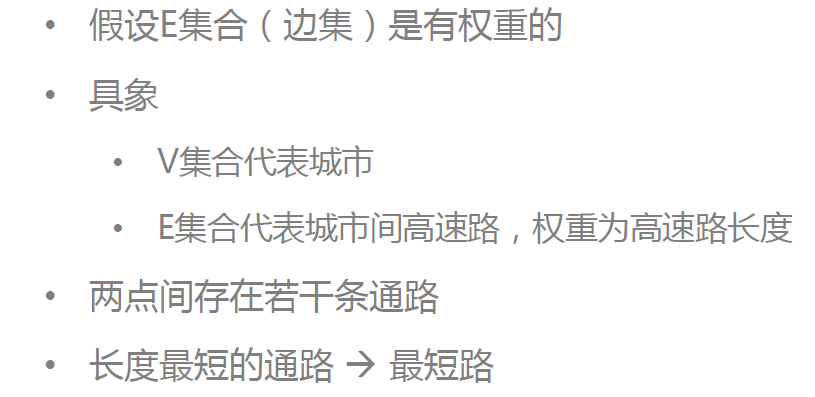 • 假设E集合（边集）是有权重的
• 具象
• V集合代表城市
• E集合代表城市间高速路，权重为高速路长度
• 两点间存在若干条通路
• 长度最短的通路 → 最短路